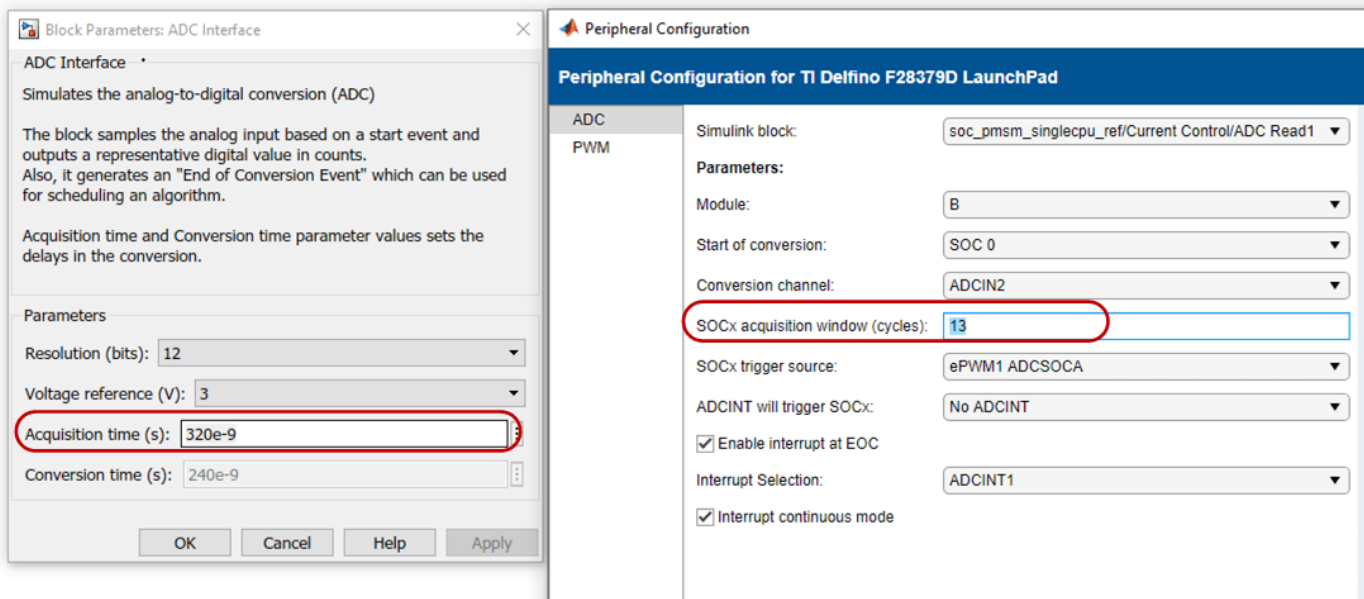 Block Parameters: ADC Interface
ADC Interface
Simulates the analog-to-digital conversion (ADC)
The block samples the analog input based on a start event and
outputs a representative digital value in counts.
Also, it generates an "End of Conversion Event" which can be used
for scheduling an algorithm.
Acquisition time and Conversion time parameter values sets the
delays in the conversion.
Parameters
Resolution (bits): 12
Voltage reference (V): 3
Acquisition time (s): 320e-9
Conversion time (s): 240e-9
OK Cancel Help Apply
Peripheral Configuration
Peripheral Configuration for TI Delfino F28379D LaunchPad
ADC
PWM
Simulink block: soc_pmsm_singlecpu_ref/Current Control/ADC Read1
Parameters:
Module: B
Start of conversion: SOC 0
Conversion channel: ADCIN2
SOCx acquisition window (cycles): 13
SOCx trigger source: ePWM1 ADCSOCA
ADCINT will trigger SOCx: No ADCINT
Enable interrupt at EOC
Interrupt Selection: ADCINT1
Interrupt continuous mode